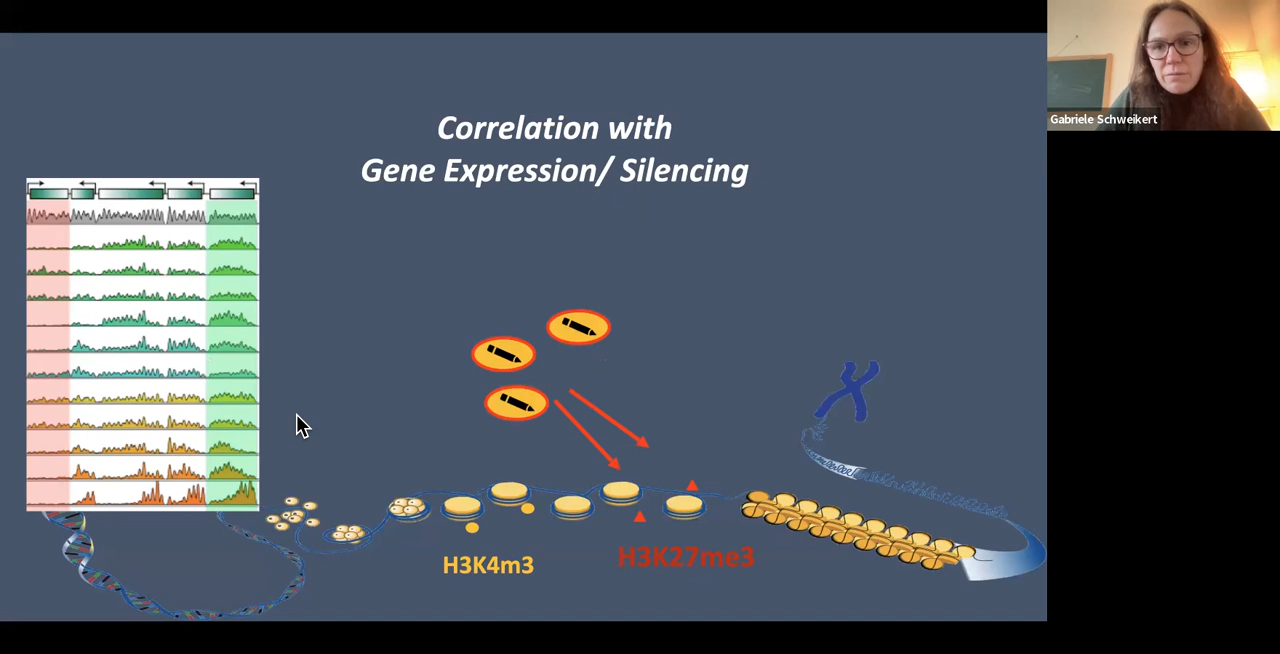 Correlation with
Gene Expression/ Silencing
Gabriele Schweikert
H3K4m3
H3K27me3